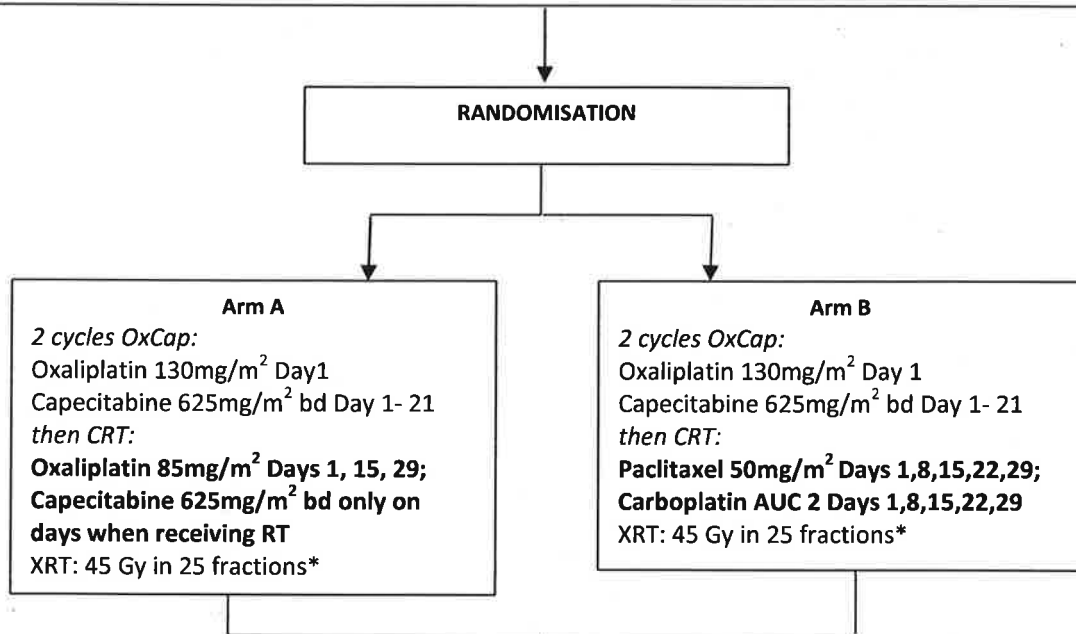 RANDOMISATION
Arm A
2 cycles OxCap:
Oxaliplatin 130mg/m² Day1
Capecitabine 625mg/m² bd Day 1- 21
then CRT:
Oxaliplatin 85mg/m² Days 1, 15, 29;
Capecitabine 625mg/m² bd only on
days when receiving RT
XRT: 45 Gy in 25 fractions*
Arm B
2 cycles OxCap:
Oxaliplatin 130mg/m² Day 1
Capecitabine 625mg/m² bd Day 1- 21
then CRT:
Paclitaxel 50mg/m² Days 1,8,15,22,29;
Carboplatin AUC 2 Days 1,8,15,22,29
XRT: 45 Gy in 25 fractions*